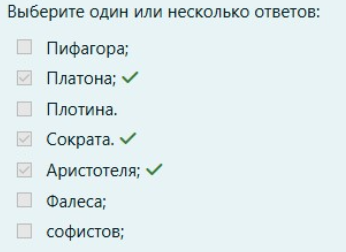 Выберите один или несколько ответов:
Пифагора;
Платона;
Плотина.
Сократа.
Аристотеля;
Фалеса;
софистов;